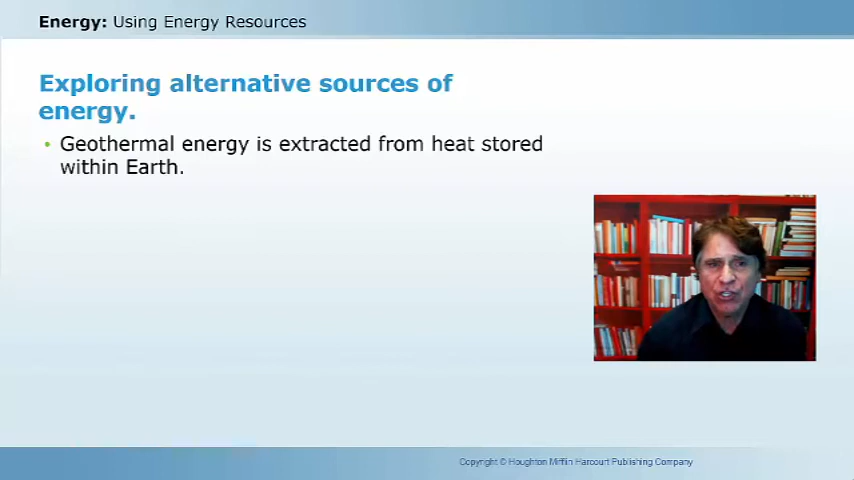 Energy: Using Energy Resources
Exploring alternative sources of
energy.
• Geothermal energy is extracted from heat stored
within Earth.
Copyright © Houghton Mifflin Harcourt Publishing Company